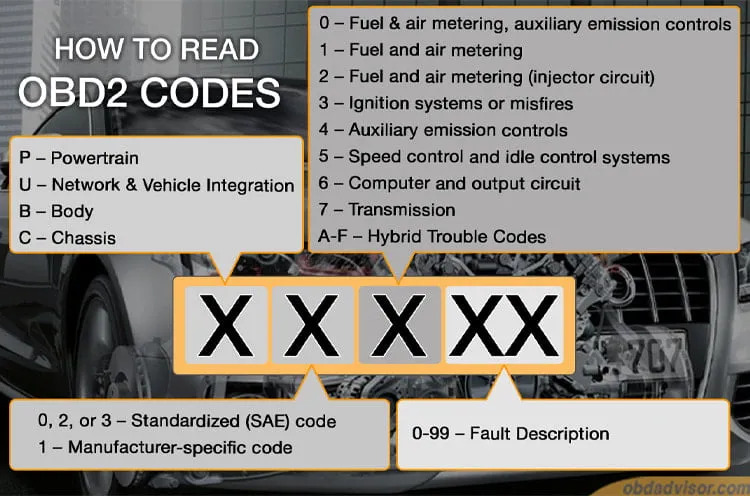 HOW TO READ
OBD2 CODES
0 – Fuel & air metering, auxiliary emission controls
1 – Fuel and air metering
2 – Fuel and air metering (injector circuit)
3 – Ignition systems or misfires
4 – Auxiliary emission controls
5 – Speed control and idle control systems
6 – Computer and output circuit
7 – Transmission
A-F – Hybrid Trouble Codes
P – Powertrain
U – Network & Vehicle Integration
B – Body
C – Chassis
X X X XX
0, 2, or 3 – Standardized (SAE) code
1 – Manufacturer-specific code
0-99 – Fault Description
obdadvisor.com